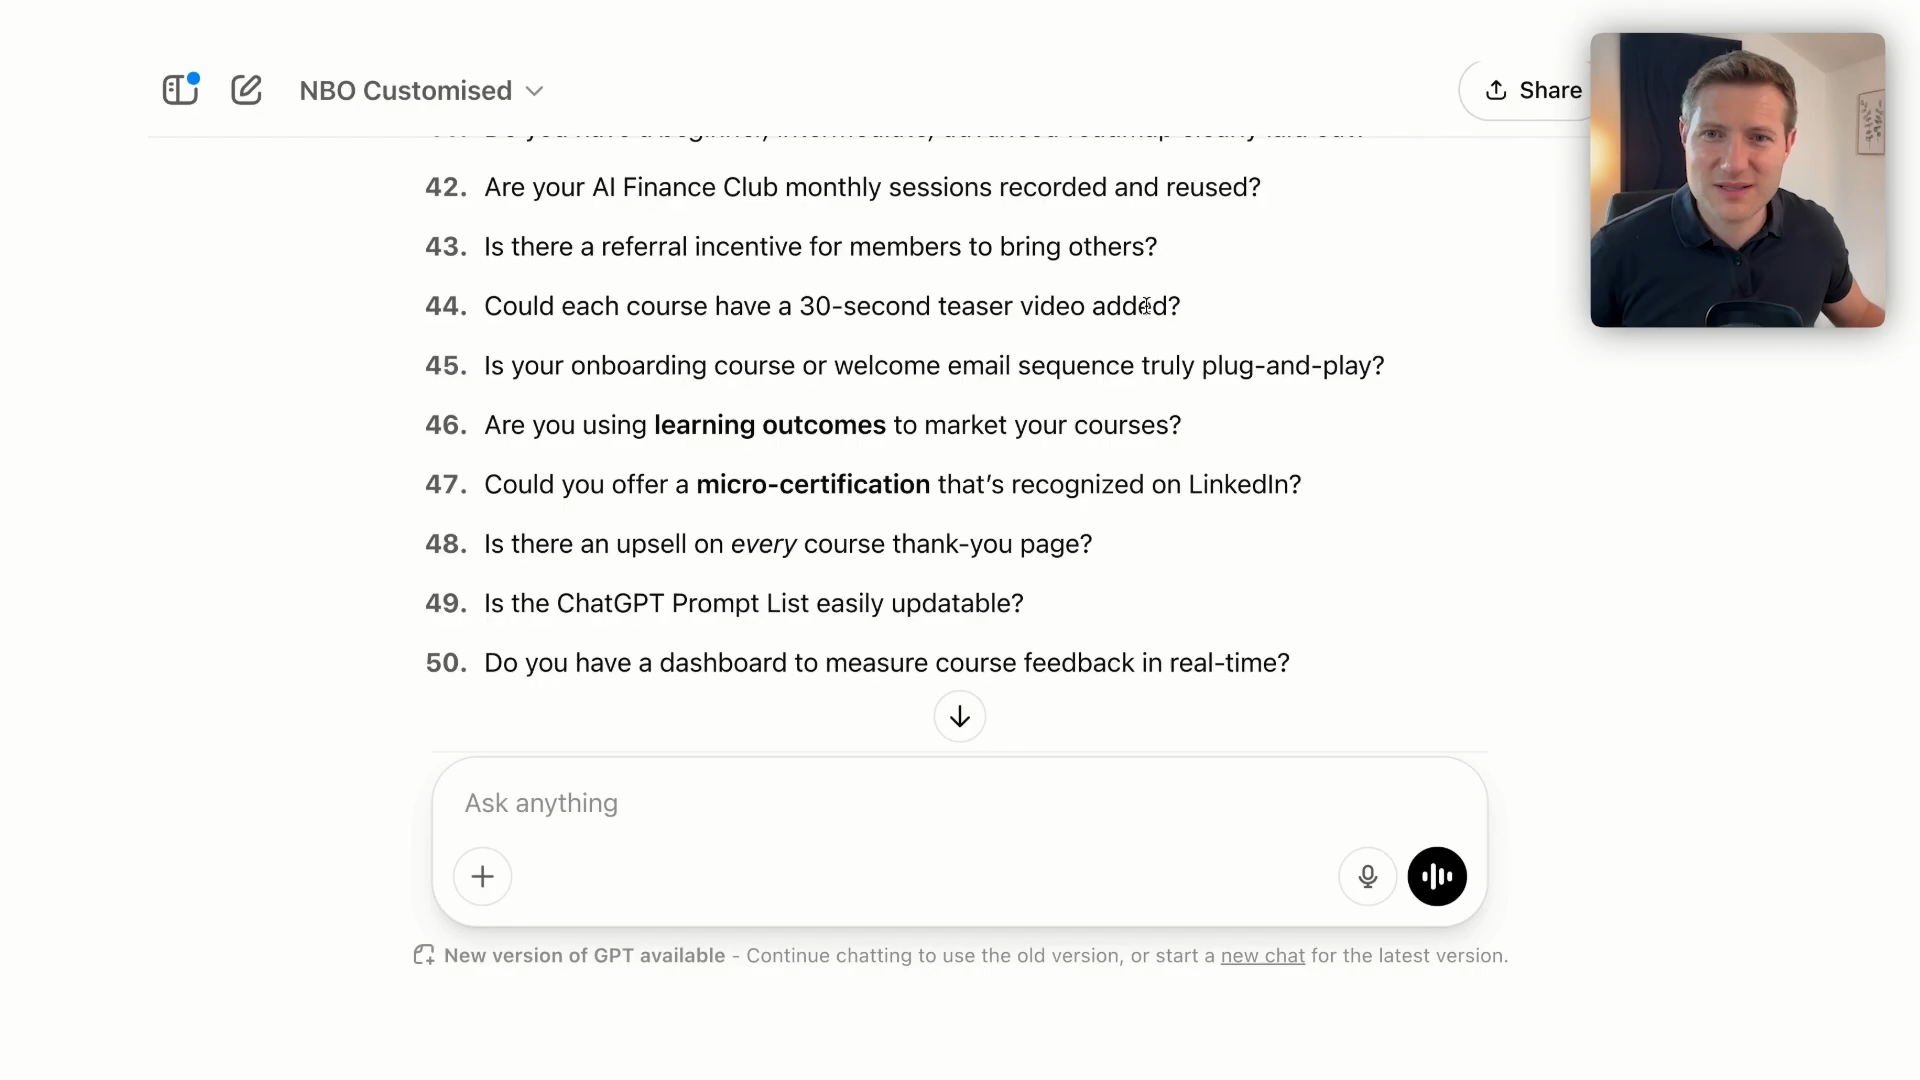 NBO Customised
Share
42. Are your AI Finance Club monthly sessions recorded and reused?
43. Is there a referral incentive for members to bring others?
44. Could each course have a 30-second teaser video added?
45. Is your onboarding course or welcome email sequence truly plug-and-play?
46. Are you using learning outcomes to market your courses?
47. Could you offer a micro-certification that’s recognized on LinkedIn?
48. Is there an upsell on every course thank-you page?
49. Is the ChatGPT Prompt List easily updatable?
50. Do you have a dashboard to measure course feedback in real-time?
Ask anything
New version of GPT available - Continue chatting to use the old version, or start a new chat for the latest version.